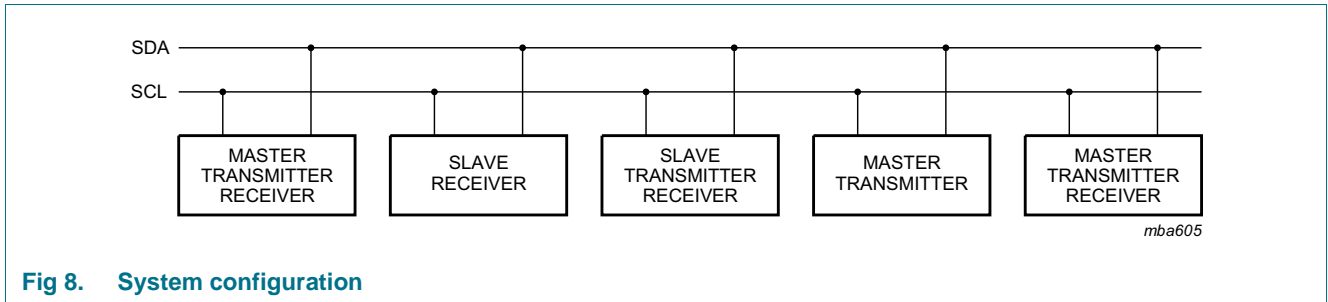 SDA
SCL
MASTER
TRANSMITTER
RECEIVER
SLAVE
RECEIVER
SLAVE
TRANSMITTER
RECEIVER
MASTER
TRANSMITTER
MASTER
TRANSMITTER
RECEIVER
mba605
Fig 8. System configuration